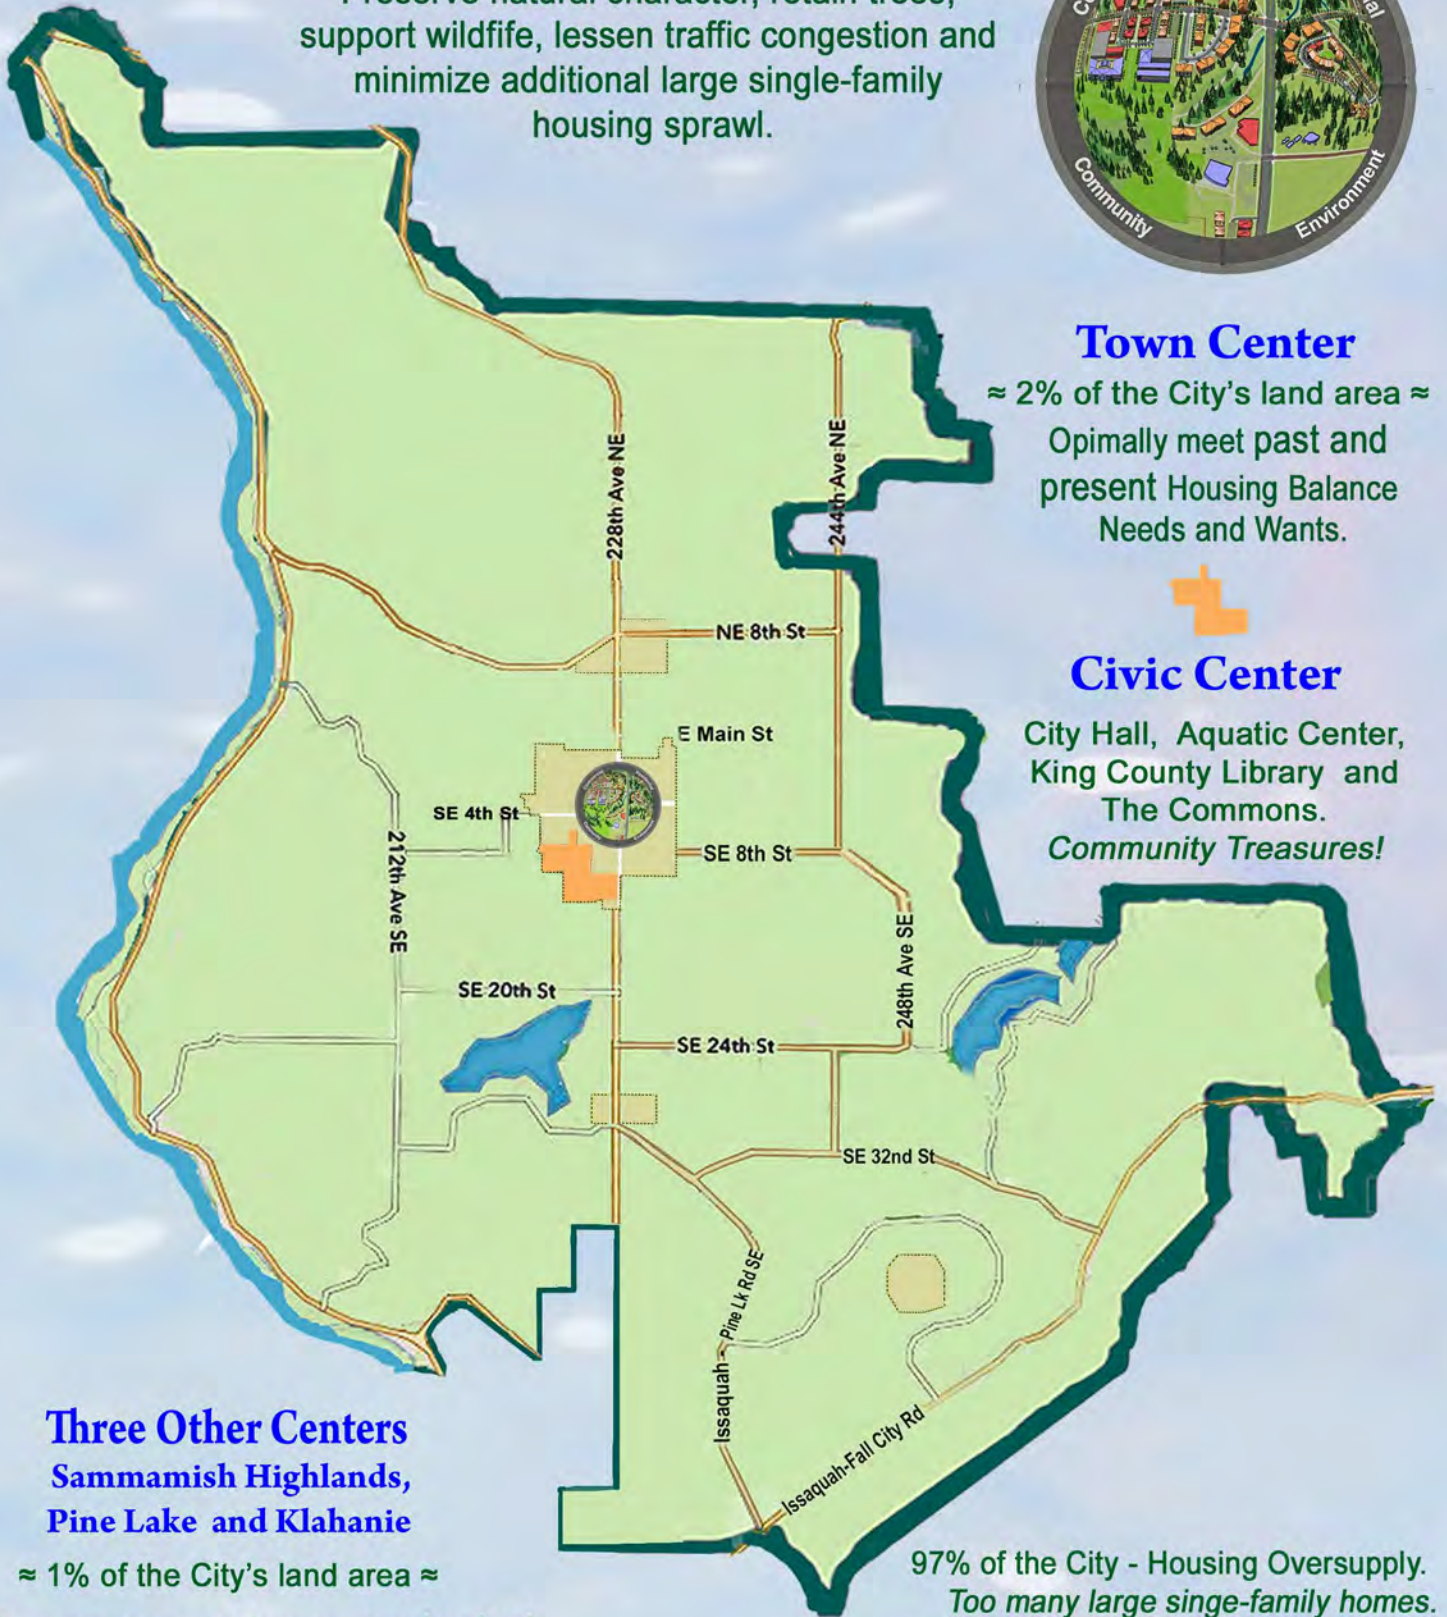 Preserve natural character, retain trees,
support wildfife, lessen traffic congestion and
minimize additional large single-family
housing sprawl.
Community
Environment
Town Center
≈ 2% of the City's land area ≈
Opimally meet past and
present Housing Balance
Needs and Wants.
Civic Center
City Hall, Aquatic Center,
King County Library and
The Commons.
Community Treasures!
228th Ave NE
244th Ave NE
NE 8th St
E Main St
SE 4th St
SE 8th St
212th Ave SE
248th Ave SE
SE 20th St
SE 24th St
SE 32nd St
Issaquah - Pine Lk Rd SE
Issaquah-Fall City Rd
Three Other Centers
Sammamish Highlands,
Pine Lake and Klahanie
≈ 1% of the City's land area ≈
97% of the City - Housing Oversupply.
Too many large singe-family homes.